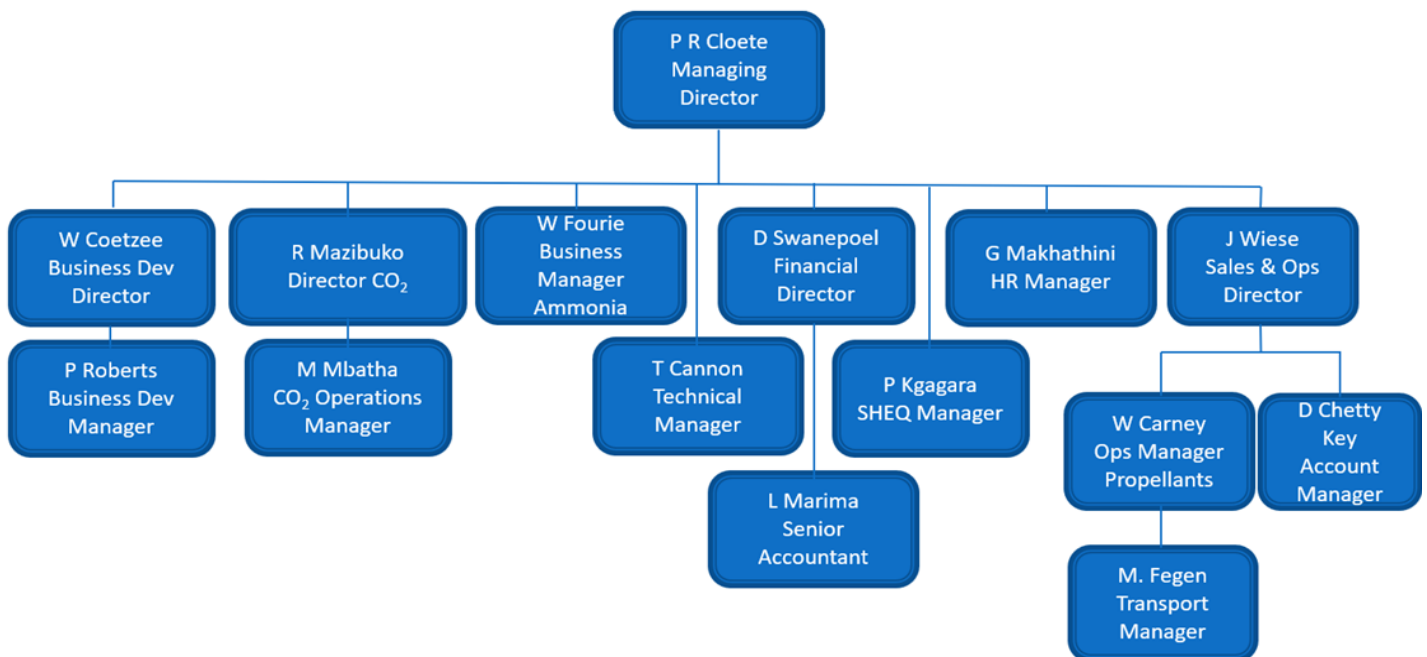 P R Cloete
Managing
Director
W Coetzee
Business Dev
Director
R Mazibuko
Director CO₂
W Fourie
Business
Manager
Ammonia
D Swanepoel
Financial
Director
G Makhathini
HR Manager
J Wiese
Sales & Ops
Director
P Roberts
Business Dev
Manager
M Mbatha
CO₂ Operations
Manager
T Cannon
Technical
Manager
P Kgagara
SHEQ Manager
W Carney
Ops Manager
Propellants
D Chetty
Key
Account
Manager
L Marima
Senior
Accountant
M. Fegen
Transport
Manager